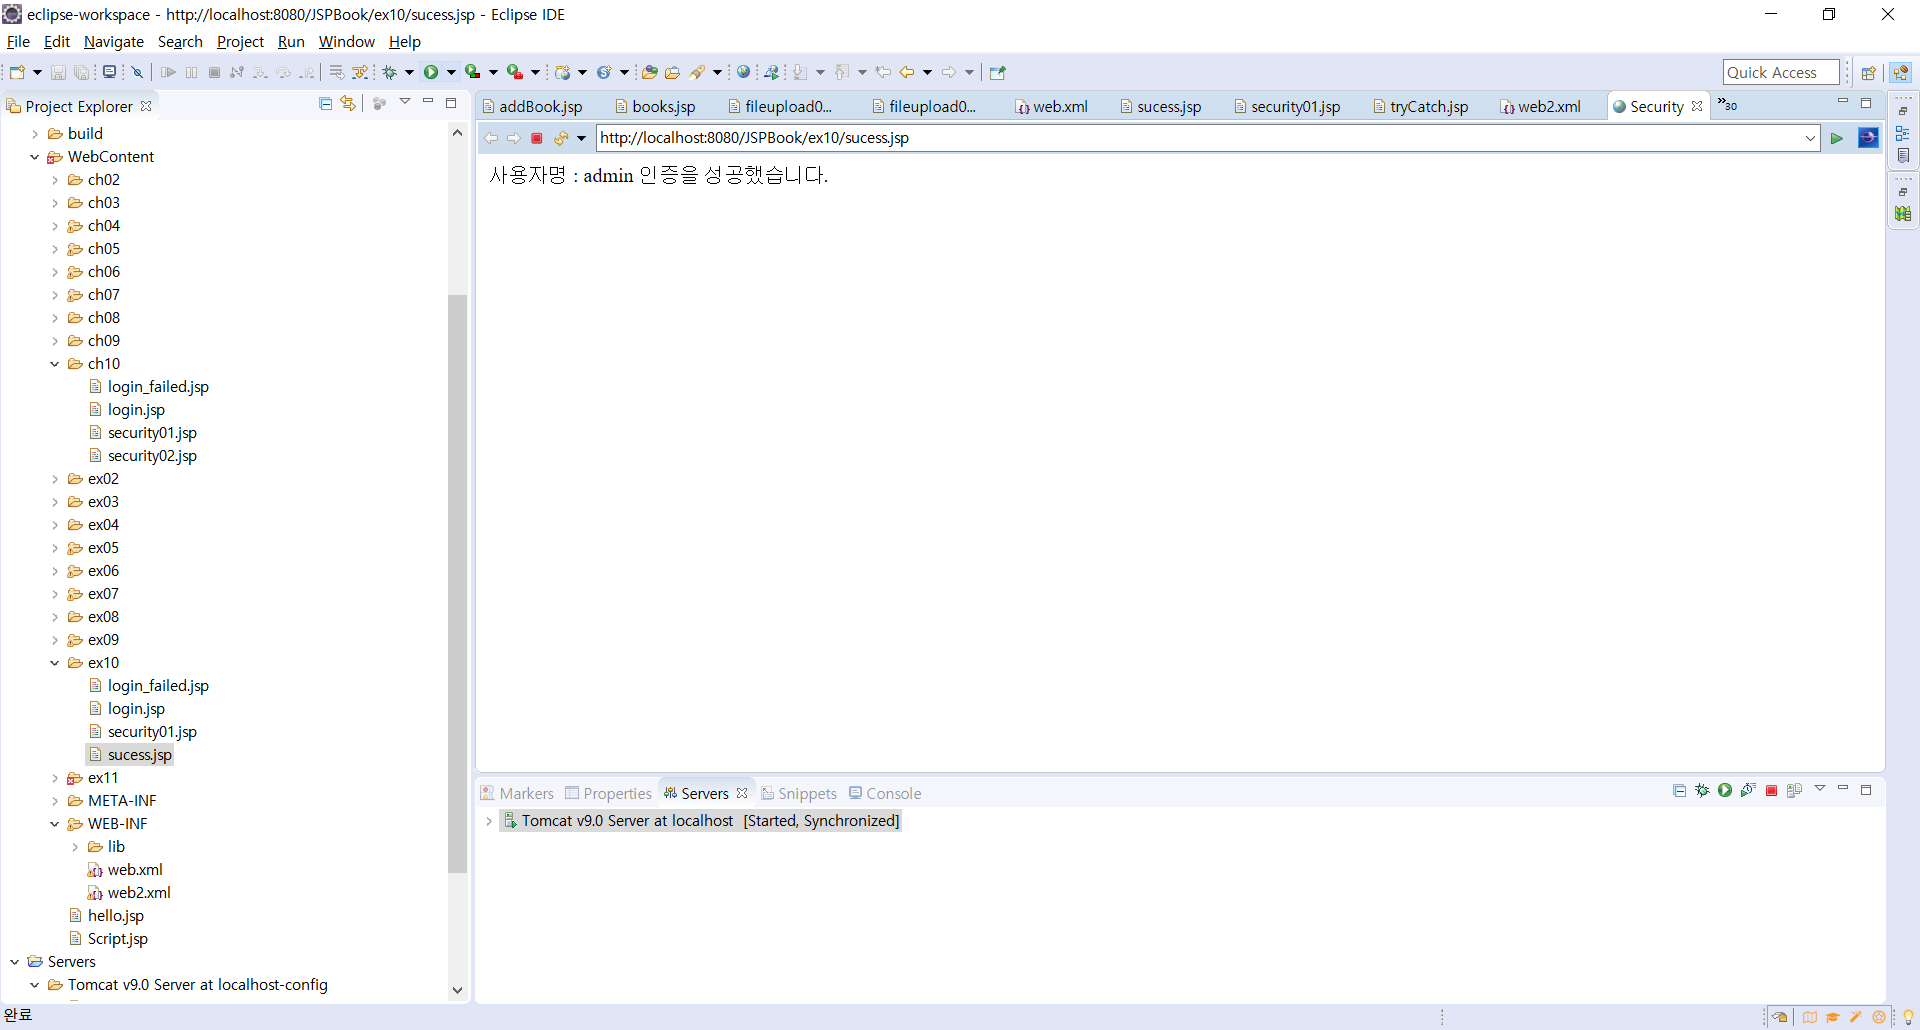 eclipse-workspace - http://localhost:8080/JSPBook/ex10/sucess.jsp - Eclipse IDE
File Edit Navigate Search Project Run Window Help
Quick Access
Project Explorer
build
WebContent
ch02
ch03
ch04
ch05
ch06
ch07
ch08
ch09
ch10
login_failed.jsp
login.jsp
security01.jsp
security02.jsp
ex02
ex03
ex04
ex05
ex06
ex07
ex08
ex09
ex10
login_failed.jsp
login.jsp
security01.jsp
sucess.jsp
ex11
META-INF
WEB-INF
lib
web.xml
web2.xml
hello.jsp
Script.jsp
Servers
Tomcat v9.0 Server at localhost-config
addBook.jsp books.jsp fileupload0... fileupload0... web.xml sucess.jsp security01.jsp tryCatch.jsp web2.xml Security »30
http://localhost:8080/JSPBook/ex10/sucess.jsp
사용자명 : admin 인증을 성공했습니다.
Markers Properties Servers Snippets Console
Tomcat v9.0 Server at localhost [Started, Synchronized]
완료